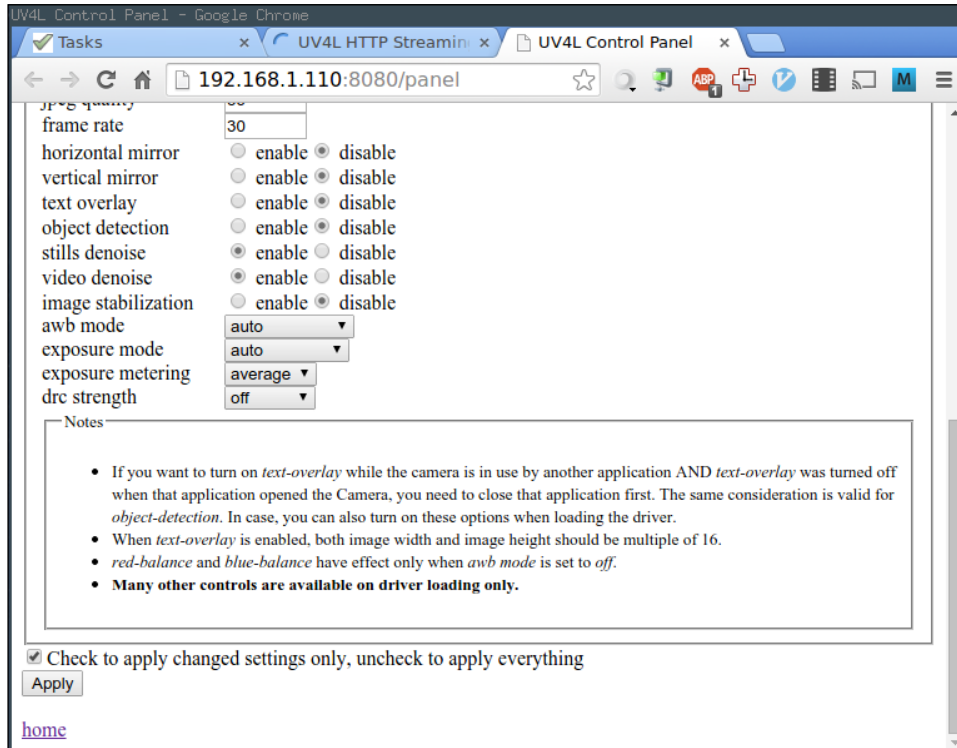 UV4L Control Panel - Google Chrome
Tasks × UV4L HTTP Streamin × UV4L Control Panel ×
192.168.1.110:8080/panel ABP 1 M
jpeg quality
frame rate 30
horizontal mirror enable disable
vertical mirror enable disable
text overlay enable disable
object detection enable disable
stills denoise enable disable
video denoise enable disable
image stabilization enable disable
awb mode auto
exposure mode auto
exposure metering average
drc strength off
Notes
• If you want to turn on text-overlay while the camera is in use by another application AND text-overlay was turned off
when that application opened the Camera, you need to close that application first. The same consideration is valid for
object-detection. In case, you can also turn on these options when loading the driver.
• When text-overlay is enabled, both image width and image height should be multiple of 16.
• red-balance and blue-balance have effect only when awb mode is set to off.
• Many other controls are available on driver loading only.
Check to apply changed settings only, uncheck to apply everything
Apply
home